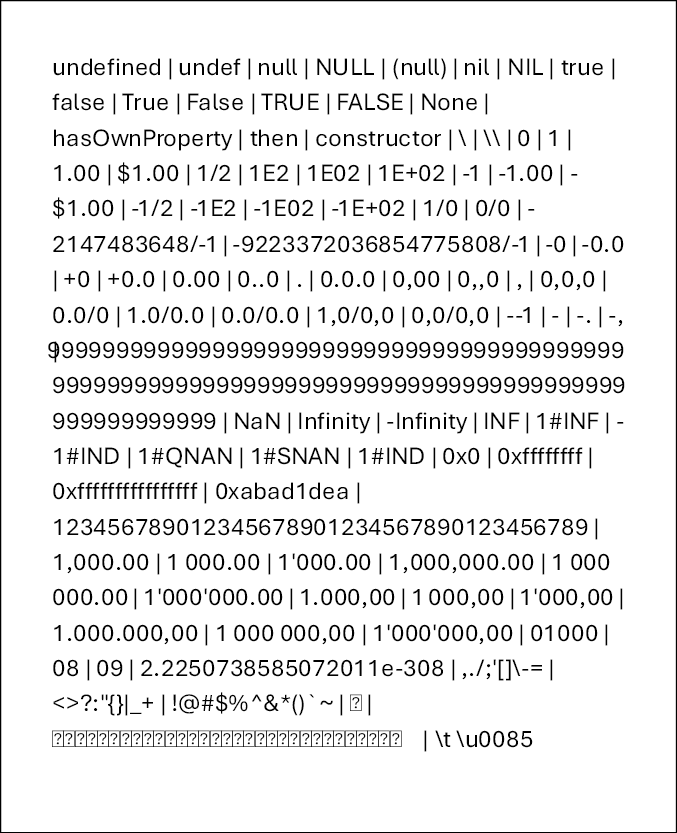 undefined | undef | null | NULL | (null) | nil | NIL | true |
false | True | False | TRUE | FALSE | None |
hasOwnProperty | then | constructor | \ | \\ | 0 | 1 |
1.00 | $1.00 | 1/2 | 1E2 | 1E02 | 1E+02 | -1 | -1.00 | -
$1.00 | -1/2 | -1E2 | -1E02 | -1E+02 | 1/0 | 0/0 | -
2147483648/-1 | -9223372036854775808/-1 | -0 | -0.0
| +0 | +0.0 | 0.00 | 0..0 | . | 0.0.0 | 0,00 | 0,,0 | , | 0,0,0 |
0.0/0 | 1.0/0.0 | 0.0/0.0 | 1,0/0,0 | 0,0/0,0 | --1 | - | -. | -,
| 999999999999999999999999999999999999999999
999999999999999999999999999999999999999999
999999999999 | NaN | Infinity | -Infinity | INF | 1#INF | -
1#IND | 1#QNAN | 1#SNAN | 1#IND | 0x0 | 0xffffffff |
0xffffffffffffffff | 0xabad1dea |
123456789012345678901234567890123456789 |
1,000.00 | 1 000.00 | 1'000.00 | 1,000,000.00 | 1 000
000.00 | 1'000'000.00 | 1.000,00 | 1 000,00 | 1'000,00 |
1.000.000,00 | 1 000 000,00 | 1'000'000,00 | 01000 |
08 | 09 | 2.2250738585072011e-308 | ,./;'[]\-= |
<>?:"{}|_+ | !@#$%^&*()`~ | |
| \t \u0085